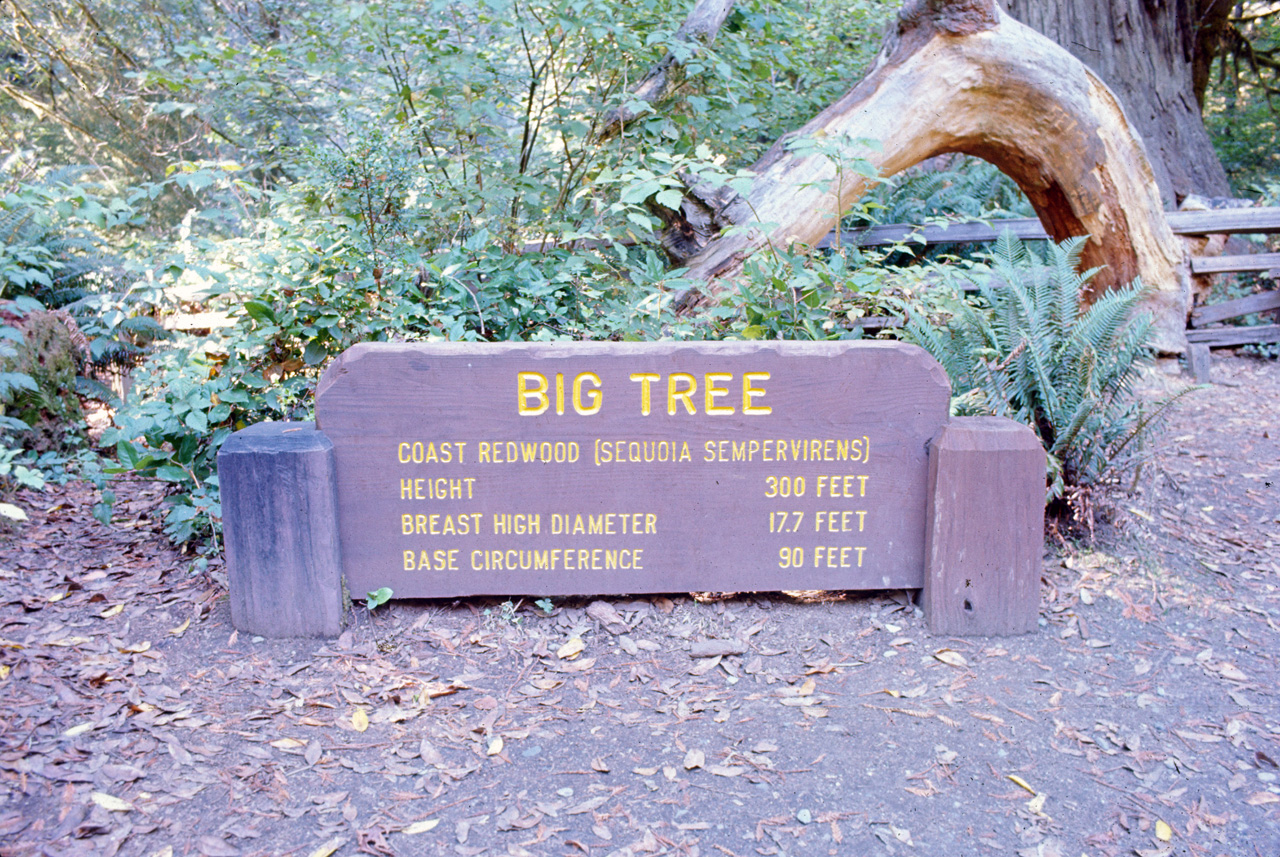 BIG TREE
COAST REDWOOD (SEQUOIA SEMPERVIRENS)
HEIGHT 300 FEET
BREAST HIGH DIAMETER 17.7 FEET
BASE CIRCUMFERENCE 90 FEET